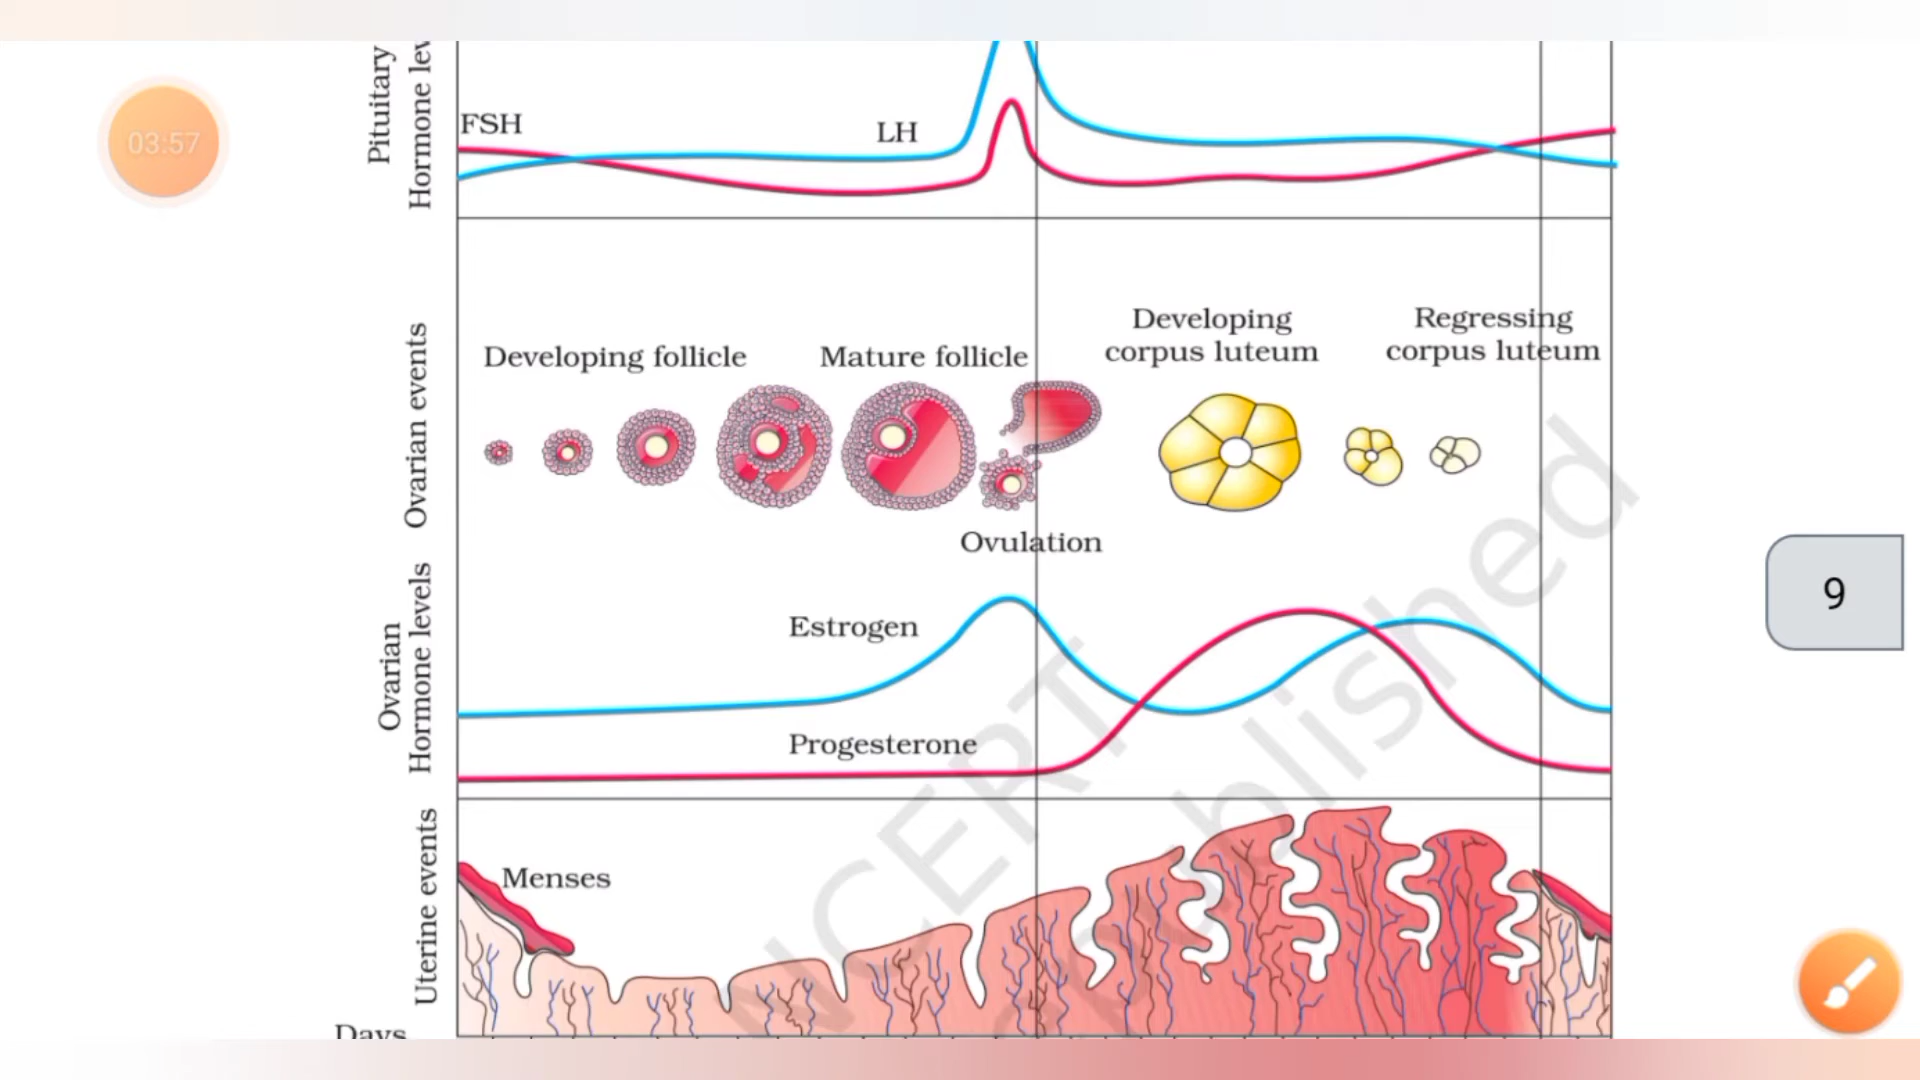 03:57
Pituitary
Hormone lev
FSH
LH
Ovarian events
Developing follicle
Mature follicle
Developing
corpus luteum
Regressing
corpus luteum
Ovulation
9
Ovarian
Hormone levels
Estrogen
Progesterone
Uterine events
Menses
Days
NCERT